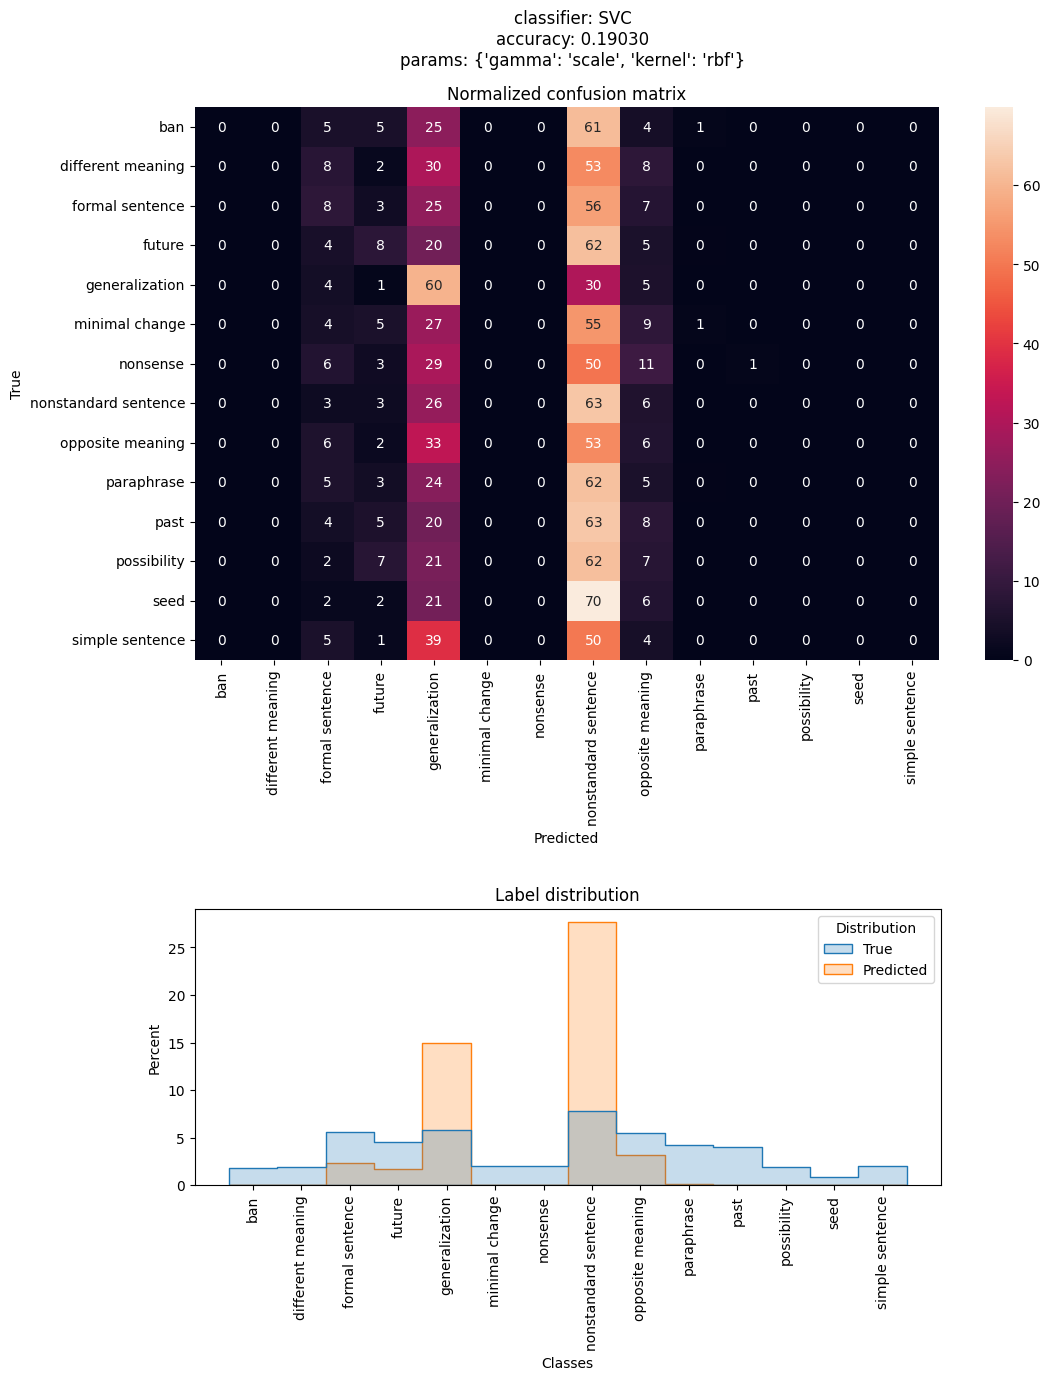 classifier: SVC
accuracy: 0.19030
params: {'gamma': 'scale', 'kernel': 'rbf'}
Normalized confusion matrix
True
ban 0 0 5 5 25 0 0 61 4 1 0 0 0 0
different meaning 0 0 8 2 30 0 0 53 8 0 0 0 0 0
formal sentence 0 0 8 3 25 0 0 56 7 0 0 0 0 0
future 0 0 4 8 20 0 0 62 5 0 0 0 0 0
generalization 0 0 4 1 60 0 0 30 5 0 0 0 0 0
minimal change 0 0 4 5 27 0 0 55 9 1 0 0 0 0
nonsense 0 0 6 3 29 0 0 50 11 0 1 0 0 0
nonstandard sentence 0 0 3 3 26 0 0 63 6 0 0 0 0 0
opposite meaning 0 0 6 2 33 0 0 53 6 0 0 0 0 0
paraphrase 0 0 5 3 24 0 0 62 5 0 0 0 0 0
past 0 0 4 5 20 0 0 63 8 0 0 0 0 0
possibility 0 0 2 7 21 0 0 62 7 0 0 0 0 0
seed 0 0 2 2 21 0 0 70 6 0 0 0 0 0
simple sentence 0 0 5 1 39 0 0 50 4 0 0 0 0 0
ban
different meaning
formal sentence
future
generalization
minimal change
nonsense
nonstandard sentence
opposite meaning
paraphrase
past
possibility
seed
simple sentence
Predicted
60
50
40
30
20
10
0
Label distribution
Percent
25
20
15
10
5
0
Distribution
True
Predicted
ban
different meaning
formal sentence
future
generalization
minimal change
nonsense
nonstandard sentence
opposite meaning
paraphrase
past
possibility
seed
simple sentence
Classes